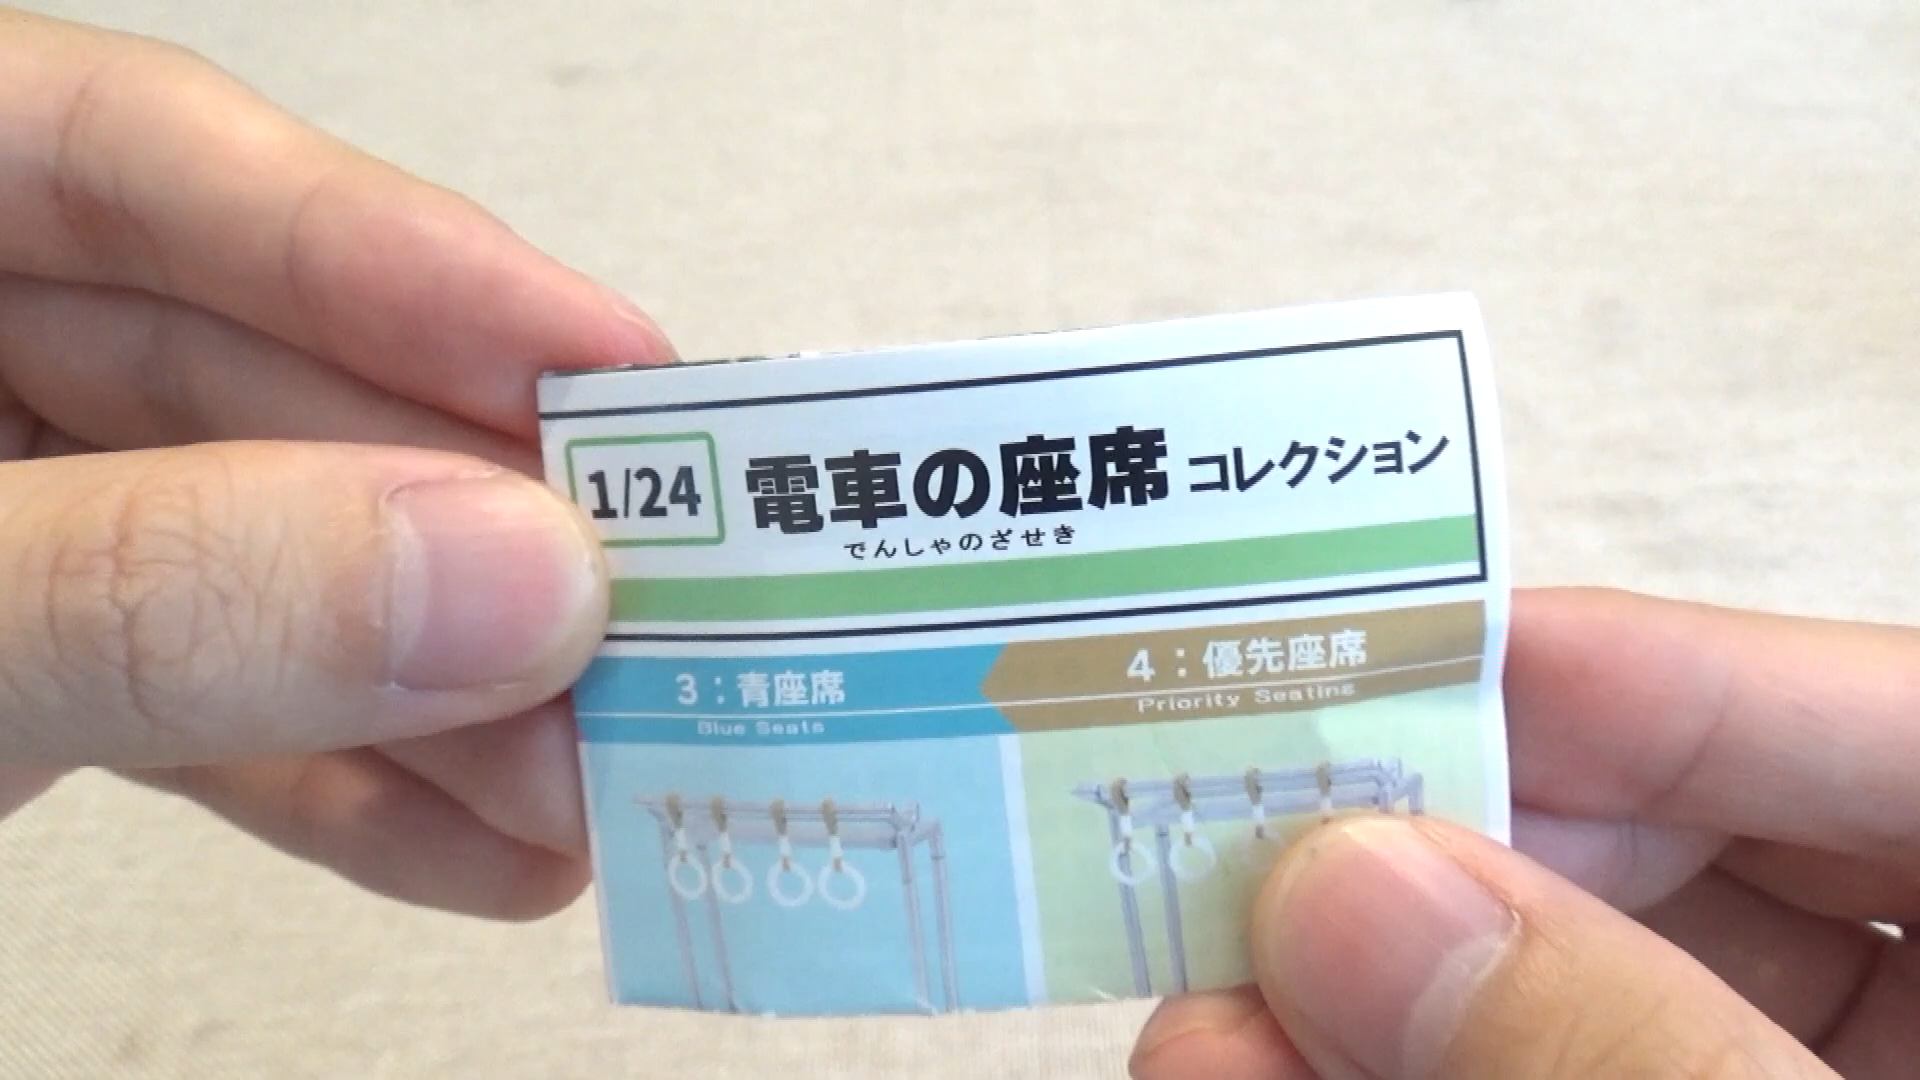 1/24 電車の座席コレクション
でんしゃのざせき
3：青座席
Blue Seats
4：優先座席
Priority Seating